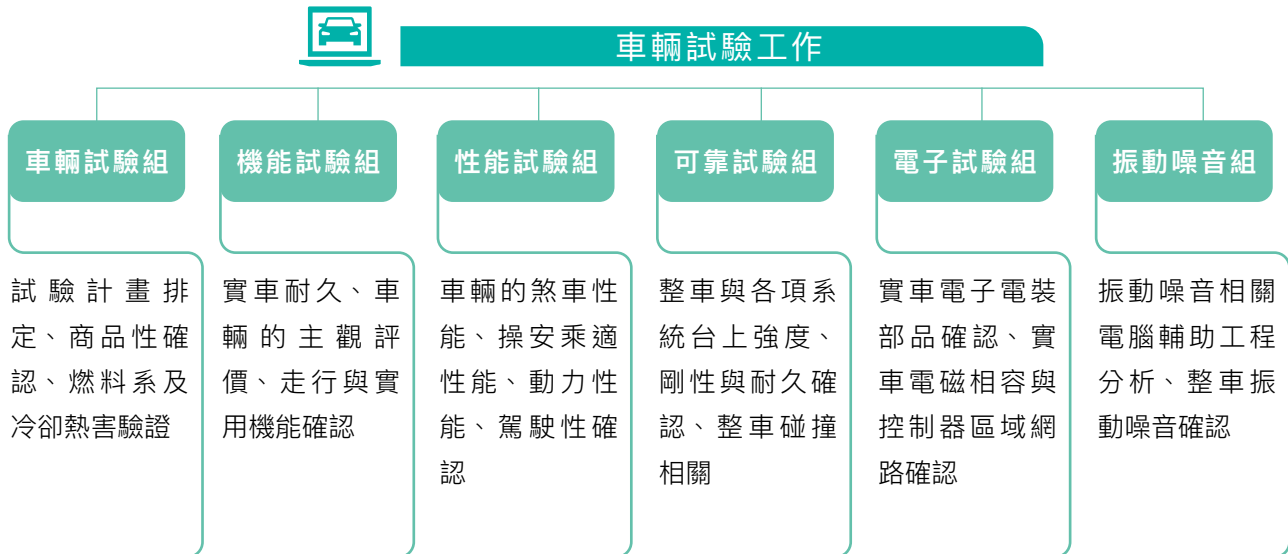 車輛試驗工作
車輛試驗組
試驗計畫排
定、商品性確
認、燃料系及
冷卻熱害驗證
機能試驗組
實車耐久、車
輛的主觀評
價、走行與實
用機能確認
性能試驗組
車輛的煞車性
能、操安乘適
性能、動力性
能、駕駛性確
認
可靠試驗組
整車與各項系
統台上強度、
剛性與耐久確
認、整車碰撞
相關
電子試驗組
實車電子電裝
部品確認、實
車電磁相容與
控制器區域網
路確認
振動噪音組
振動噪音相關
電腦輔助工程
分析、整車振
動噪音確認